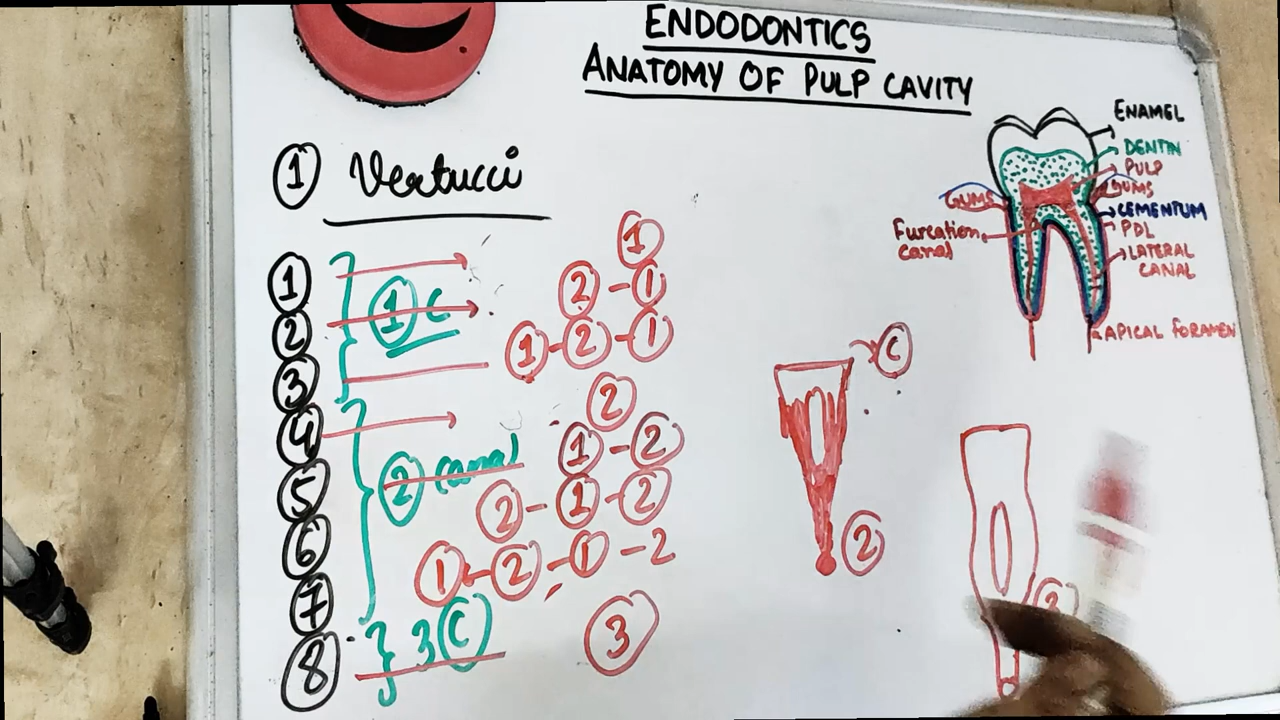 ENDODONTICS
ANATOMY OF PULP CAVITY
1 Vertucci
1
2
3
4
5
6
7
8
1 C
2 canal
3 C
1
2-1
1-2-1
2
1-2
2-1-2
1-2-1-2
3
C
2
ENAMEL
DENTIN
PULP
GUMS
GUMS
CEMENTUM
PDL
Furcation
canal
LATERAL
CANAL
APICAL FORAMEN